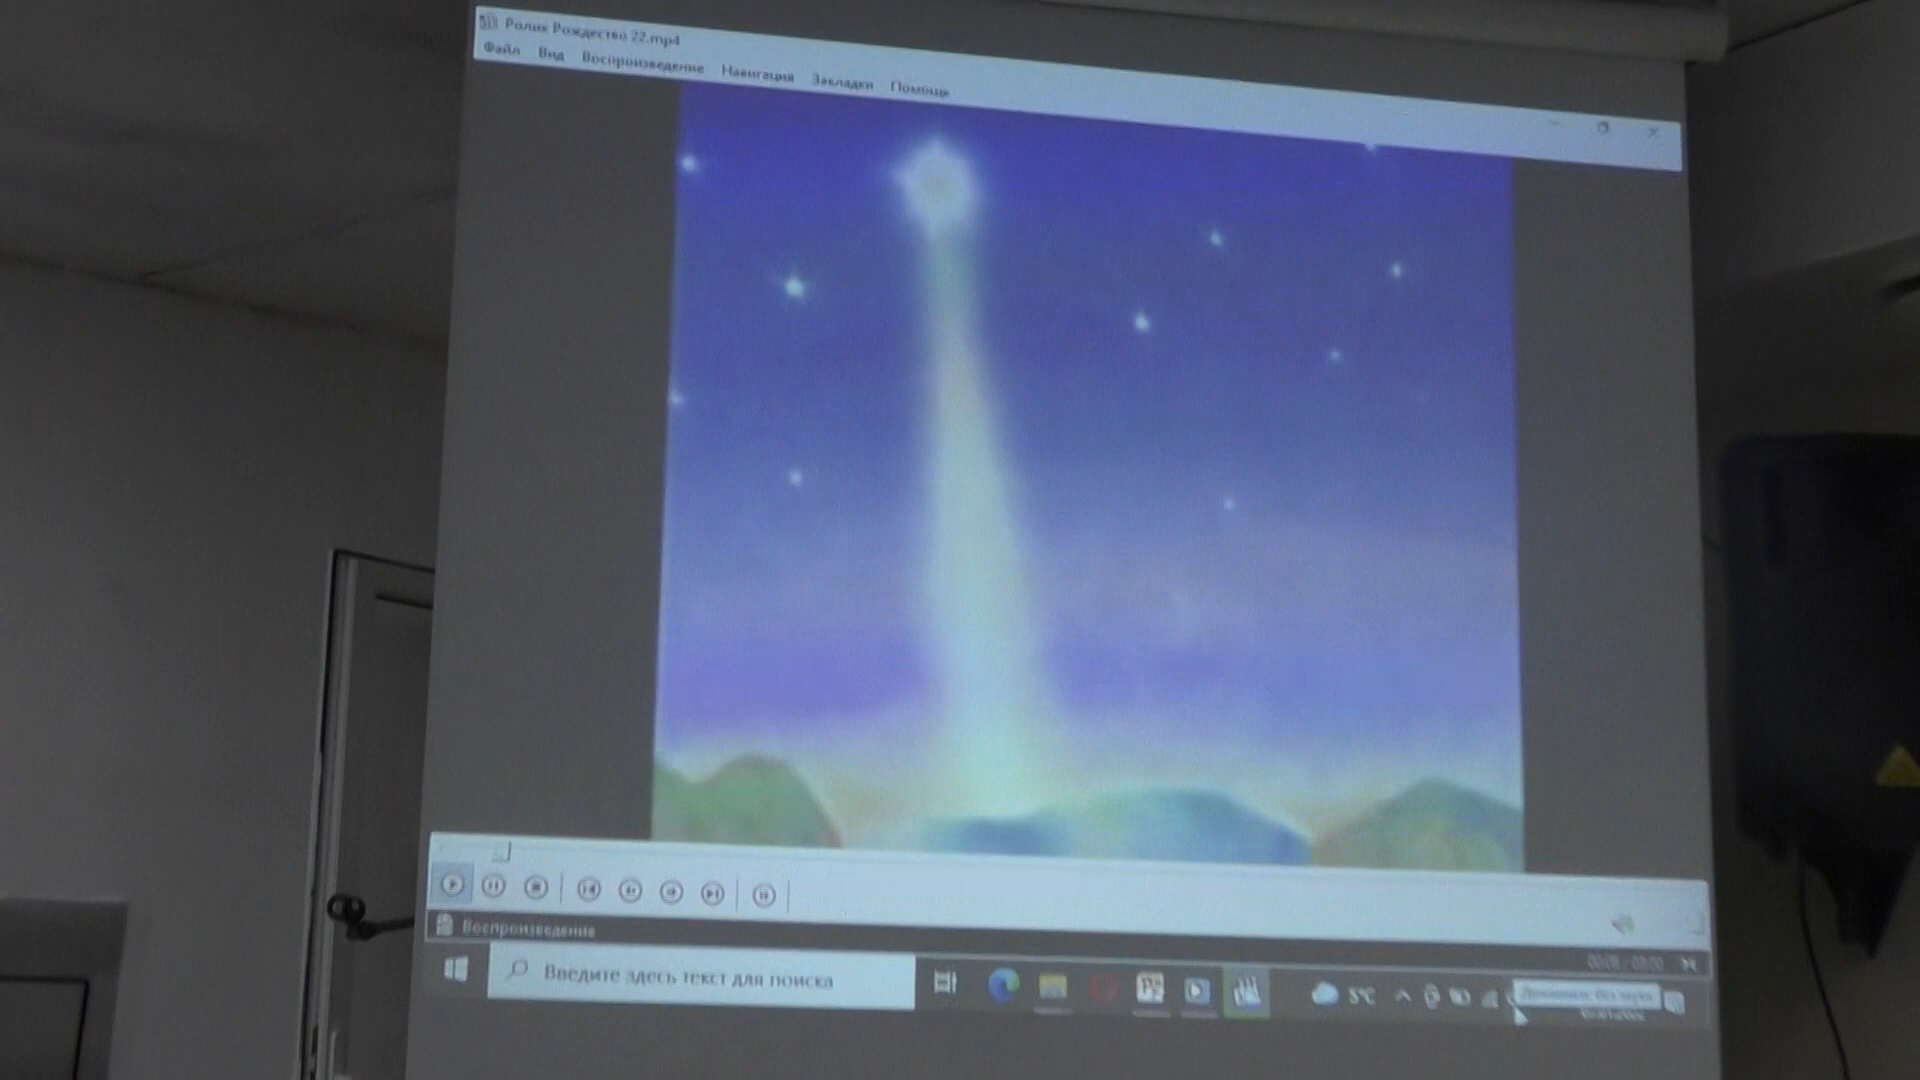 Ролик Рождество 22.mp4
Файл Вид Воспроизведение Навигация Закладки Помощь
Воспроизведение
Введите здесь текст для поиска
5°C